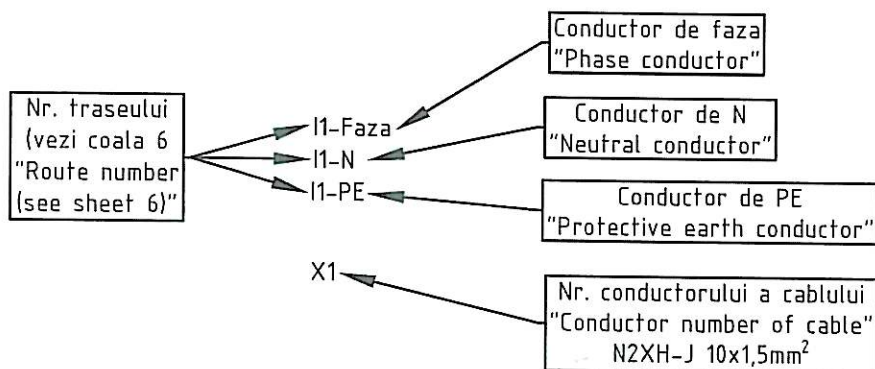 Conductor de faza
"Phase conductor"
Nr. traseului
(vezi coala 6
"Route number
(see sheet 6)"
I1-Faza
I1-N
I1-PE
Conductor de N
"Neutral conductor"
Conductor de PE
"Protective earth conductor"
X1
Nr. conductorului a cablului
"Conductor number of cable"
N2XH-J 10x1,5mm²